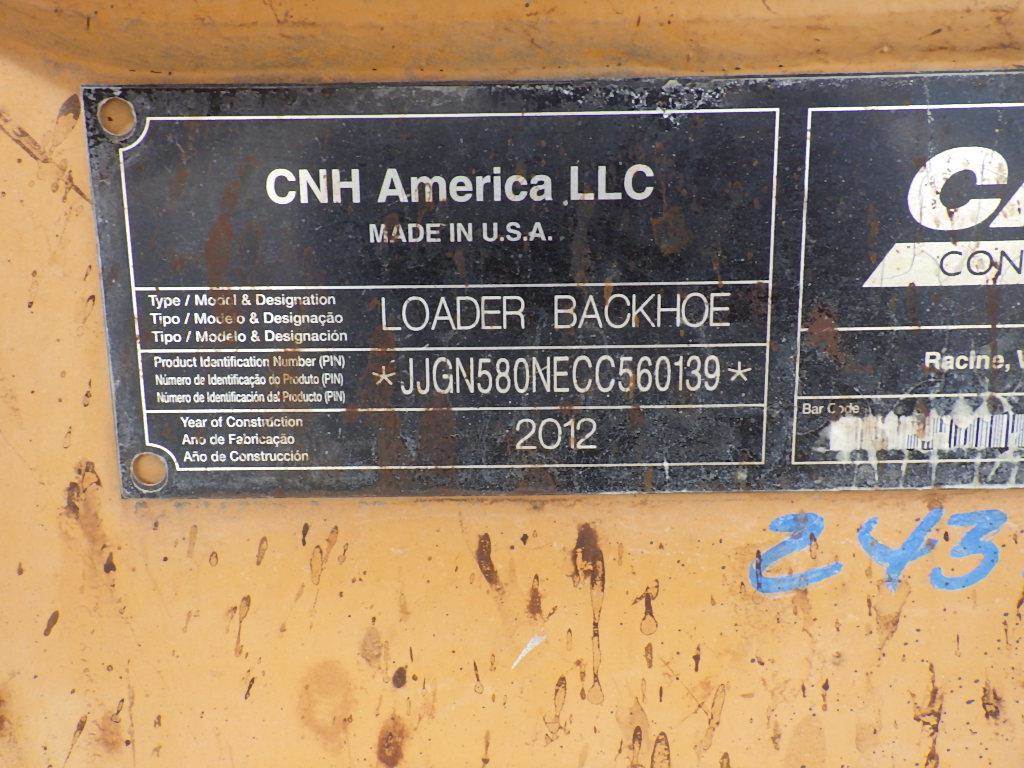 CNH America LLC
MADE IN U.S.A.
Type / Model & Designation
Tipo / Modelo & Designação
Tipo / Modelo & Designación
LOADER BACKHOE
Product Identification Number (PIN)
Número de Identificação do Produto (PIN)
Número de Identificación del Producto (PIN)
*JJGN580NECC560139*
Year of Construction
Ano de Fabricação
Año de Construcción
2012
CA
CON
Racine,
Bar Code
243